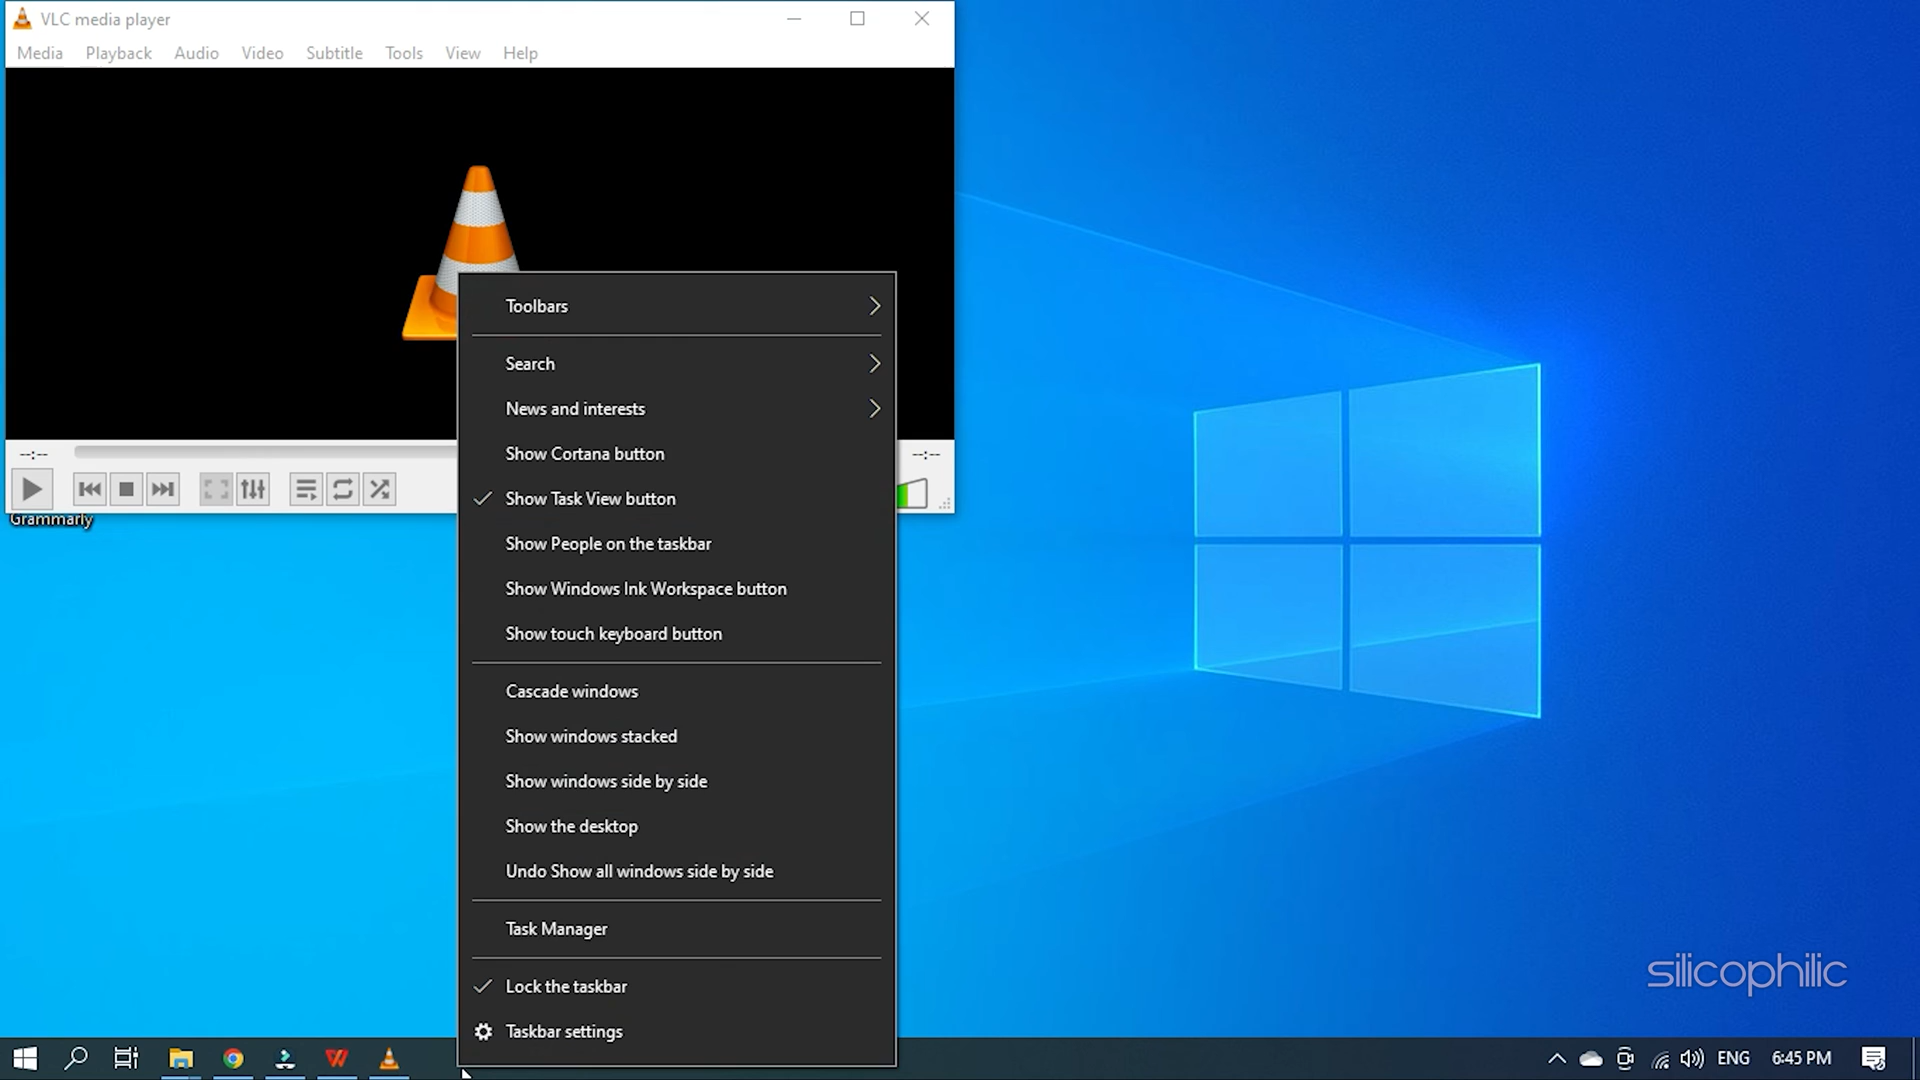 VLC media player
Media Playback Audio Video Subtitle Tools View Help
--:--
--:--
Grammarly
Toolbars
Search
News and interests
Show Cortana button
Show Task View button
Show People on the taskbar
Show Windows Ink Workspace button
Show touch keyboard button
Cascade windows
Show windows stacked
Show windows side by side
Show the desktop
Undo Show all windows side by side
Task Manager
Lock the taskbar
Taskbar settings
silicophilic
ENG 6:45 PM